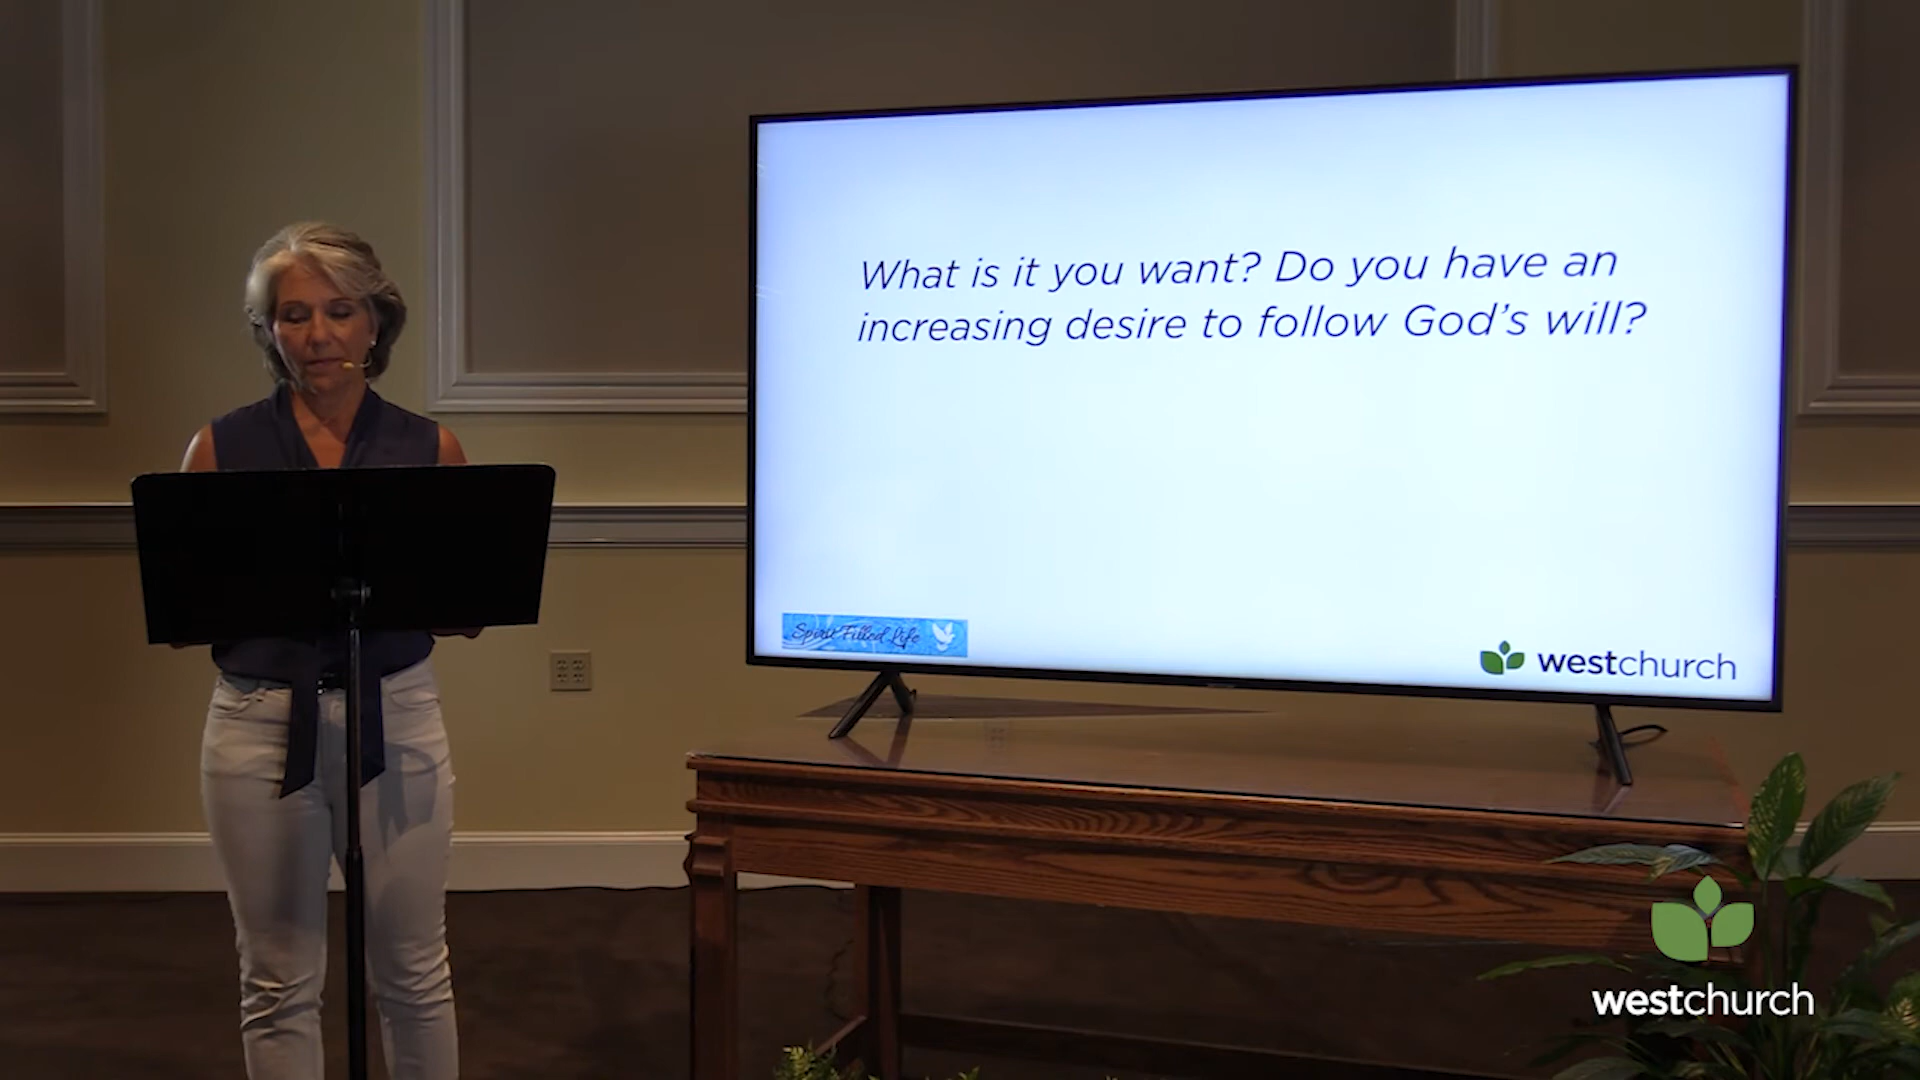 What is it you want? Do you have an
increasing desire to follow God's will?
Spirit Filled Life
westchurch
westchurch